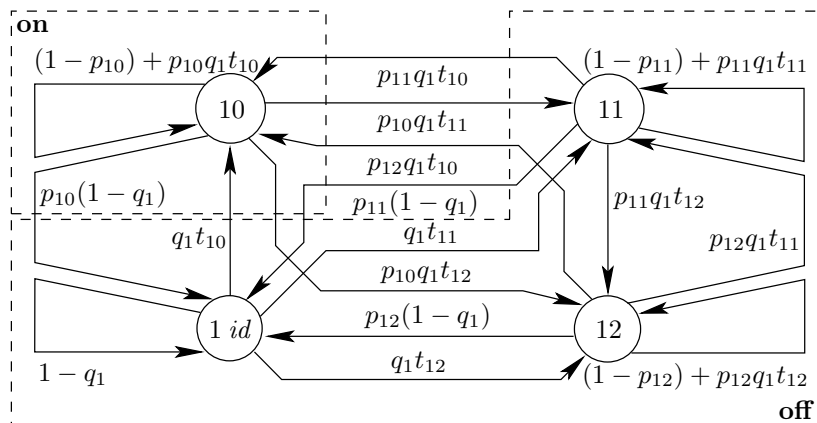 on
(1 − p₁₀) + p₁₀q₁t₁₀
(1 − p₁₁) + p₁₁q₁t₁₁
p₁₁q₁t₁₀
10
11
p₁₀q₁t₁₁
p₁₂q₁t₁₀
p₁₀(1 − q₁)
p₁₁(1 − q₁)
p₁₁q₁t₁₂
q₁t₁₀
q₁t₁₁
p₁₂q₁t₁₁
p₁₀q₁t₁₂
1 id
p₁₂(1 − q₁)
12
1 − q₁
q₁t₁₂
(1 − p₁₂) + p₁₂q₁t₁₂
off